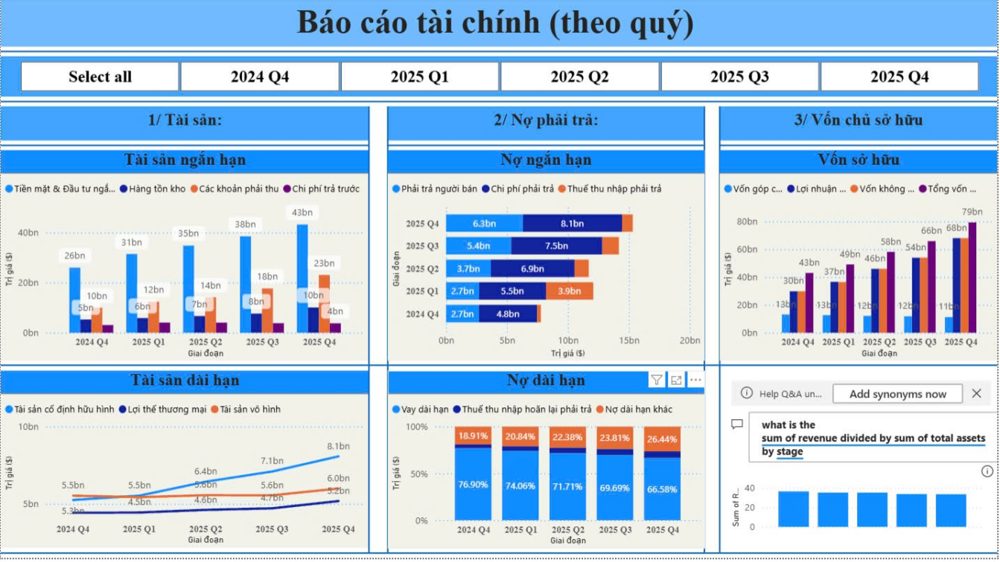 Báo cáo tài chính (theo quý)
Select all 2024 Q4 2025 Q1 2025 Q2 2025 Q3 2025 Q4
1/ Tài sản:
Tài sản ngắn hạn
Tiền mặt & Đầu tư ngắ... Hàng tồn kho Các khoản phải thu Chi phí trả trước
43bn
38bn
40bn
35bn
31bn
26bn
23bn
20bn
18bn
14bn
12bn
10bn
10bn
8bn
7bn
6bn
5bn
4bn
0bn
2024 Q4 2025 Q1 2025 Q2 2025 Q3 2025 Q4
Giai đoạn
Trị giá ($)
Tài sản dài hạn
Tài sản cố định hữu hình Lợi thế thương mại Tài sản vô hình
10bn
8.1bn
7.1bn
6.4bn
6.0bn
5.5bn 5.5bn 5.6bn 5.6bn
5.2bn
4.5bn 4.6bn 4.7bn
5bn
5.3bn
2024 Q4 2025 Q1 2025 Q2 2025 Q3 2025 Q4
Giai đoạn
Trị giá ($)
2/ Nợ phải trả:
Nợ ngắn hạn
Phải trả người bán Chi phí phải trả Thuế thu nhập phải trả
2025 Q4 6.3bn 8.1bn
2025 Q3 5.4bn 7.5bn
2025 Q2 3.7bn 6.9bn
2025 Q1 2.7bn 5.5bn 3.9bn
2024 Q4 2.7bn 4.8bn
0bn 5bn 10bn 15bn 20bn
Trị giá ($)
Giai đoạn
Nợ dài hạn
Vay dài hạn Thuế thu nhập hoãn lại phải trả Nợ dài hạn khác
100%
18.91% 20.84% 22.38% 23.81% 26.44%
50%
76.90% 74.06% 71.71% 69.69% 66.58%
0%
2024 Q4 2025 Q1 2025 Q2 2025 Q3 2025 Q4
Giai đoạn
Trị giá ($)
3/ Vốn chủ sở hữu
Vốn sở hữu
Vốn góp c... Lợi nhuận ... Vốn không ... Tổng vốn ...
79bn
80bn
66bn 68bn
58bn
60bn
54bn
49bn
46bn
43bn
40bn
37bn
30bn
20bn
13bn 13bn 12bn 12bn 11bn
0bn
2024 Q4 2025 Q1 2025 Q2 2025 Q3 2025 Q4
Giai đoạn
Trị giá ($)
Help Q&A un... Add synonyms now
what is the
sum of revenue divided by sum of total assets
by stage
40
20
0
Sum of R...